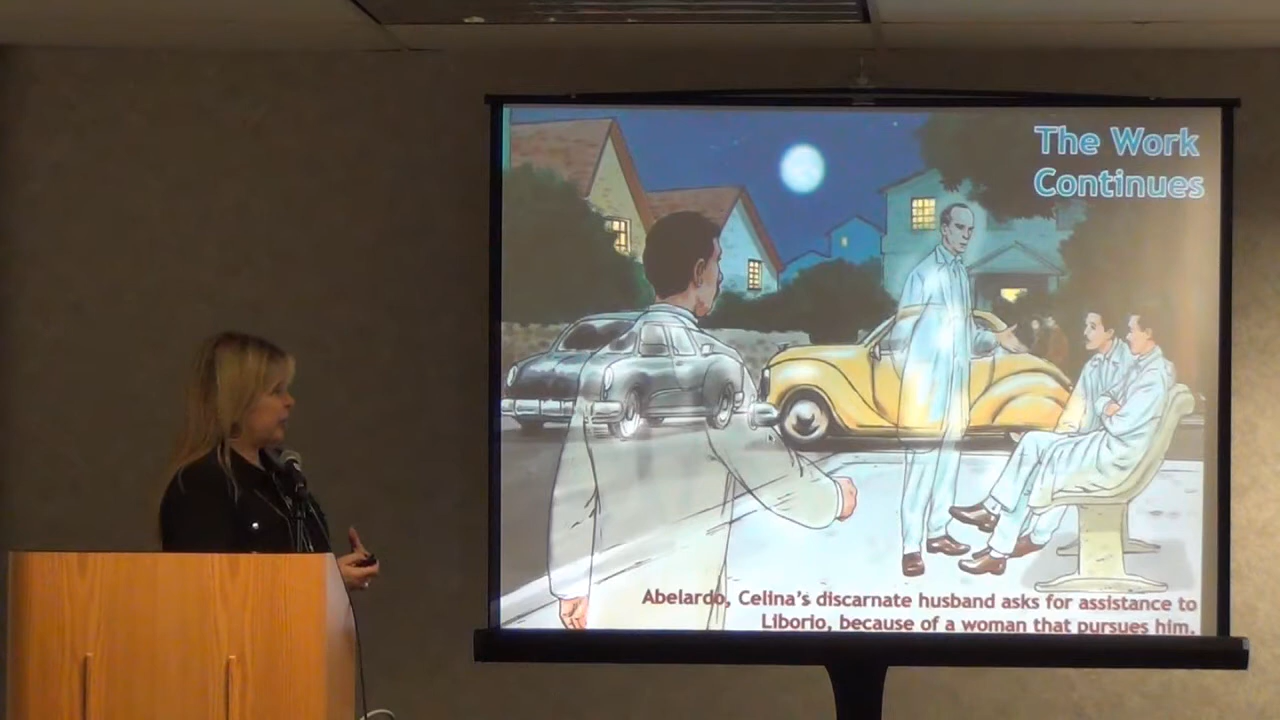 The Work
Continues
Abelardo, Celina's discarnate husband asks for assistance to
Liborio, because of a woman that pursues him.